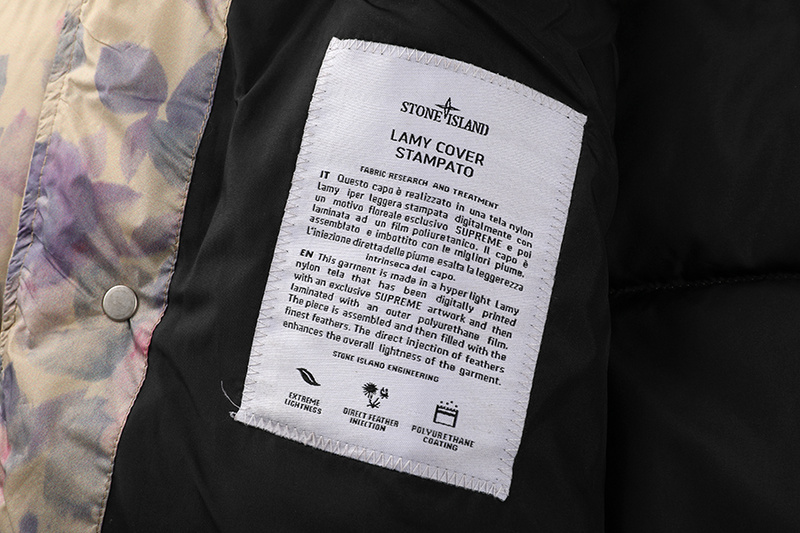 STONE ISLAND
LAMY COVER
STAMPATO
FABRIC RESEARCH AND TREATMENT
IT Questo capo è realizzato in una tela nylon
lamy iper leggera stampata digitalmente con
un motivo floreale esclusivo SUPREME e poi
laminata ad un film poliuretanico. Il capo è
assemblato e imbottito con le migliori piume.
L'iniezione diretta delle piume esalta la leggerezza
intrinseca del capo.
EN This garment is made in a hyper light Lamy
nylon tela that has been digitally printed
with an exclusive SUPREME artwork and then
laminated with an outer polyurethane film.
The piece is assembled and then filled with the
finest feathers. The direct injection of feathers
enhances the overall lightness of the garment.
STONE ISLAND ENGINEERING
EXTREME
LIGHTNESS
DIRECT FEATHER
INJECTION
POLYURETHANE
COATING